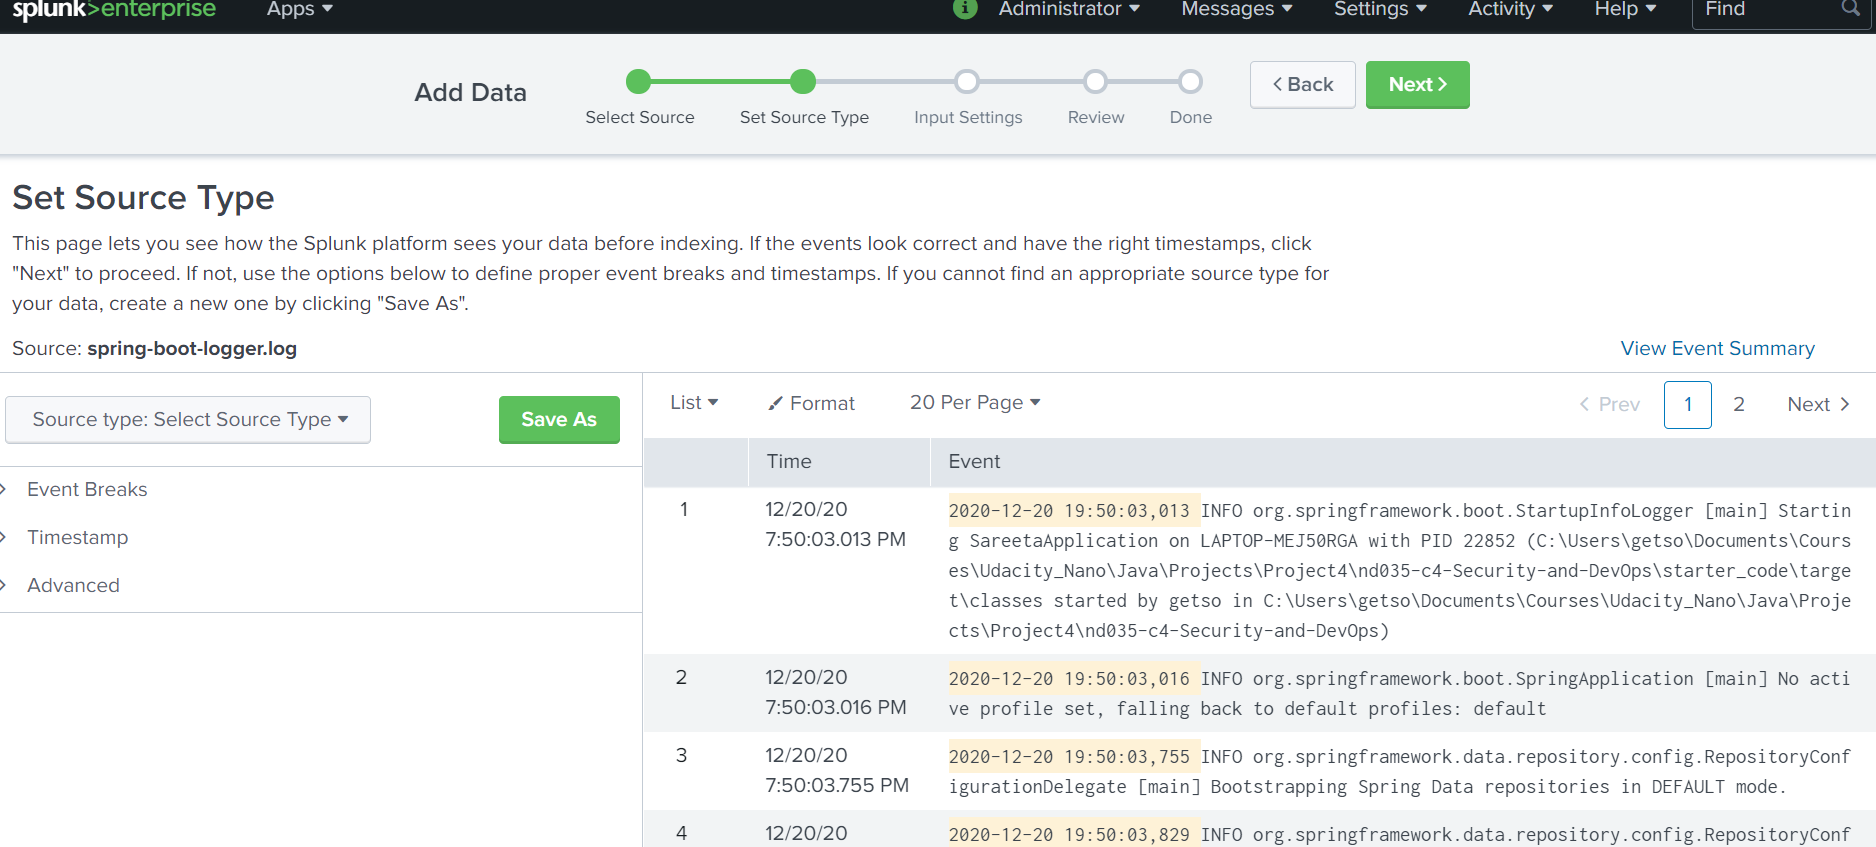 splunk>enterprise Apps i Administrator Messages Settings Activity Help Find
Add Data
Select Source Set Source Type Input Settings Review Done
< Back Next >
Set Source Type
This page lets you see how the Splunk platform sees your data before indexing. If the events look correct and have the right timestamps, click
"Next" to proceed. If not, use the options below to define proper event breaks and timestamps. If you cannot find an appropriate source type for
your data, create a new one by clicking "Save As".
Source: spring-boot-logger.log
View Event Summary
Source type: Select Source Type
Save As
> Event Breaks
> Timestamp
> Advanced
List Format 20 Per Page < Prev 1 2 Next >
Time Event
1 12/20/20
7:50:03.013 PM
2020-12-20 19:50:03,013 INFO org.springframework.boot.StartupInfoLogger [main] Startin
g SareetaApplication on LAPTOP-MEJ50RGA with PID 22852 (C:\Users\getso\Documents\Cours
es\Udacity_Nano\Java\Projects\Project4\nd035-c4-Security-and-DevOps\starter_code\targe
t\classes started by getso in C:\Users\getso\Documents\Courses\Udacity_Nano\Java\Proje
cts\Project4\nd035-c4-Security-and-DevOps)
2 12/20/20
7:50:03.016 PM
2020-12-20 19:50:03,016 INFO org.springframework.boot.SpringApplication [main] No acti
ve profile set, falling back to default profiles: default
3 12/20/20
7:50:03.755 PM
2020-12-20 19:50:03,755 INFO org.springframework.data.repository.config.RepositoryConf
igurationDelegate [main] Bootstrapping Spring Data repositories in DEFAULT mode.
4 12/20/20
2020-12-20 19:50:03,829 INFO org.springframework.data.repository.config.RepositoryConf